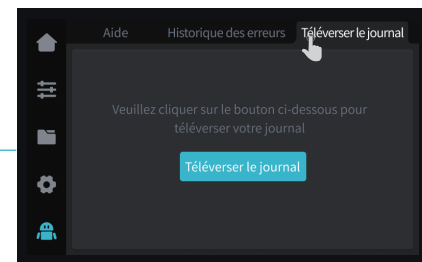 Aide Historique des erreurs Téléverser le journal
Veuillez cliquer sur le bouton ci-dessous pour
téléverser votre journal
Téléverser le journal